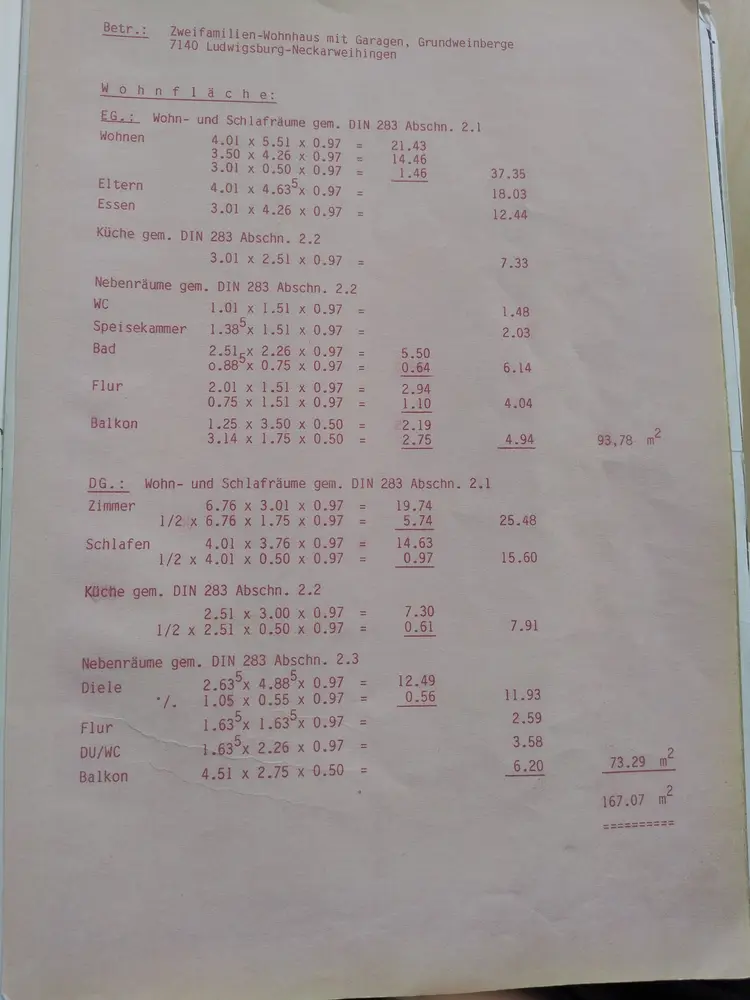 Betr.: Zweifamilien-Wohnhaus mit Garagen, Grundweinberge
7140 Ludwigsburg-Neckarweihingen
W o h n f l ä c h e:
EG.: Wohn- und Schlafräume gem. DIN 283 Abschn. 2.1
Wohnen 4.01 x 5.51 x 0.97 = 21.43
3.50 x 4.26 x 0.97 = 14.46
3.01 x 0.50 x 0.97 = 1.46 37.35
Eltern 4.01 x 4.63⁵x 0.97 = 18.03
Essen 3.01 x 4.26 x 0.97 = 12.44
Küche gem. DIN 283 Abschn. 2.2
3.01 x 2.51 x 0.97 = 7.33
Nebenräume gem. DIN 283 Abschn. 2.2
WC 1.01 x 1.51 x 0.97 = 1.48
Speisekammer 1.38⁵x 1.51 x 0.97 = 2.03
Bad 2.51 x 2.26 x 0.97 = 5.50
o.88⁵x 0.75 x 0.97 = 0.64 6.14
Flur 2.01 x 1.51 x 0.97 = 2.94
0.75 x 1.51 x 0.97 = 1.10 4.04
Balkon 1.25 x 3.50 x 0.50 = 2.19
3.14 x 1.75 x 0.50 = 2.75 4.94 93,78 m²
DG.: Wohn- und Schlafräume gem. DIN 283 Abschn. 2.1
Zimmer 6.76 x 3.01 x 0.97 = 19.74
1/2 x 6.76 x 1.75 x 0.97 = 5.74 25.48
Schlafen 4.01 x 3.76 x 0.97 = 14.63
1/2 x 4.01 x 0.50 x 0.97 = 0.97 15.60
Küche gem. DIN 283 Abschn. 2.2
2.51 x 3.00 x 0.97 = 7.30
1/2 x 2.51 x 0.50 x 0.97 = 0.61 7.91
Nebenräume gem. DIN 283 Abschn. 2.3
Diele 2.63⁵x 4.88⁵x 0.97 = 12.49
·/. 1.05 x 0.55 x 0.97 = 0.56 11.93
Flur 1.63⁵x 1.63⁵x 0.97 = 2.59
DU/WC 1.63⁵x 2.26 x 0.97 = 3.58
Balkon 4.51 x 2.75 x 0.50 = 6.20 73.29 m²
167.07 m²
==========